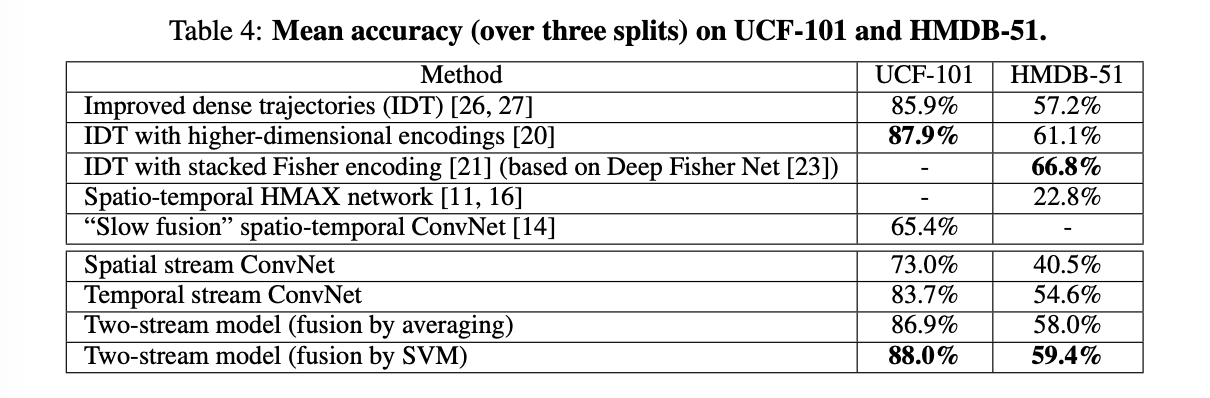 Table 4: Mean accuracy (over three splits) on UCF-101 and HMDB-51.
Method UCF-101 HMDB-51
Improved dense trajectories (IDT) [26, 27] 85.9% 57.2%
IDT with higher-dimensional encodings [20] 87.9% 61.1%
IDT with stacked Fisher encoding [21] (based on Deep Fisher Net [23]) - 66.8%
Spatio-temporal HMAX network [11, 16] - 22.8%
“Slow fusion” spatio-temporal ConvNet [14] 65.4% -
Spatial stream ConvNet 73.0% 40.5%
Temporal stream ConvNet 83.7% 54.6%
Two-stream model (fusion by averaging) 86.9% 58.0%
Two-stream model (fusion by SVM) 88.0% 59.4%